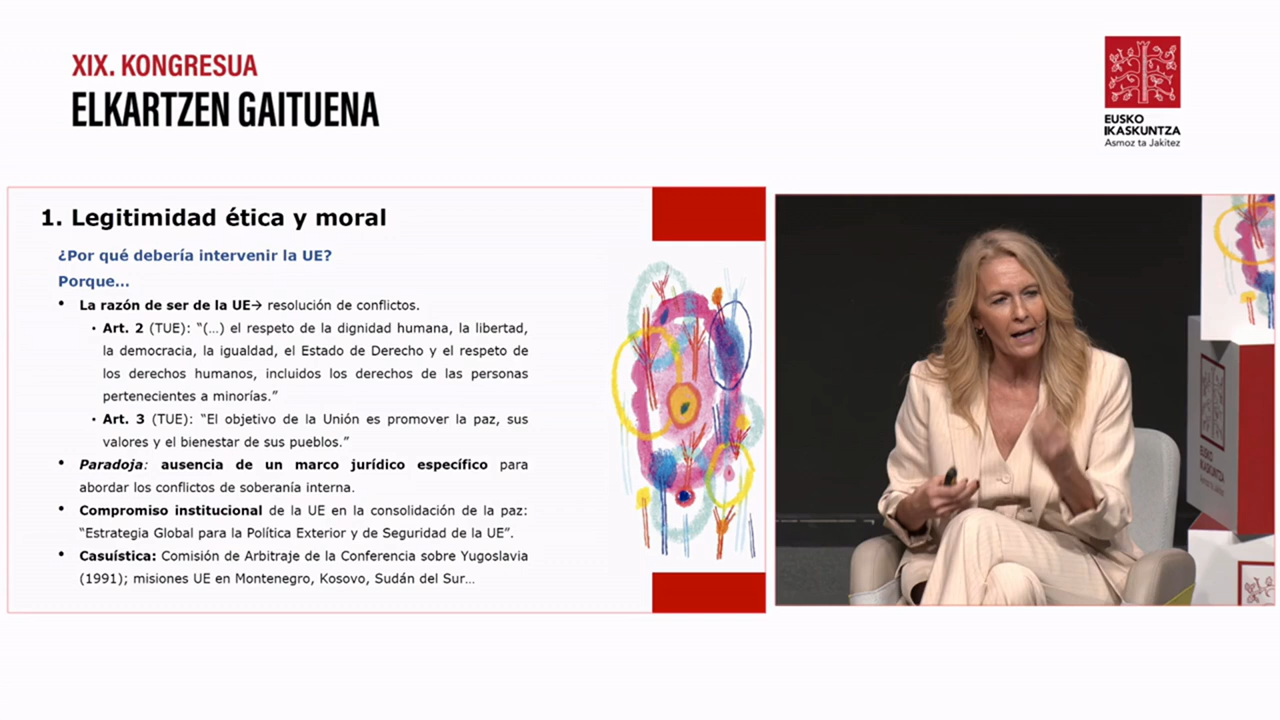 XIX. KONGRESUA
ELKARTZEN GAITUENA
EUSKO
IKASKUNTZA
Asmoz ta Jakitez
1. Legitimidad ética y moral
¿Por qué debería intervenir la UE?
Porque...
• La razón de ser de la UE→ resolución de conflictos.
• Art. 2 (TUE): “(…) el respeto de la dignidad humana, la libertad,
la democracia, la igualdad, el Estado de Derecho y el respeto de
los derechos humanos, incluidos los derechos de las personas
pertenecientes a minorías.”
• Art. 3 (TUE): “El objetivo de la Unión es promover la paz, sus
valores y el bienestar de sus pueblos.”
• Paradoja: ausencia de un marco jurídico específico para
abordar los conflictos de soberanía interna.
• Compromiso institucional de la UE en la consolidación de la paz:
“Estrategia Global para la Política Exterior y de Seguridad de la UE”.
• Casuística: Comisión de Arbitraje de la Conferencia sobre Yugoslavia
(1991); misiones UE en Montenegro, Kosovo, Sudán del Sur…
EUSKO
IKASKUNTZA
Asmoz ta Jakitez